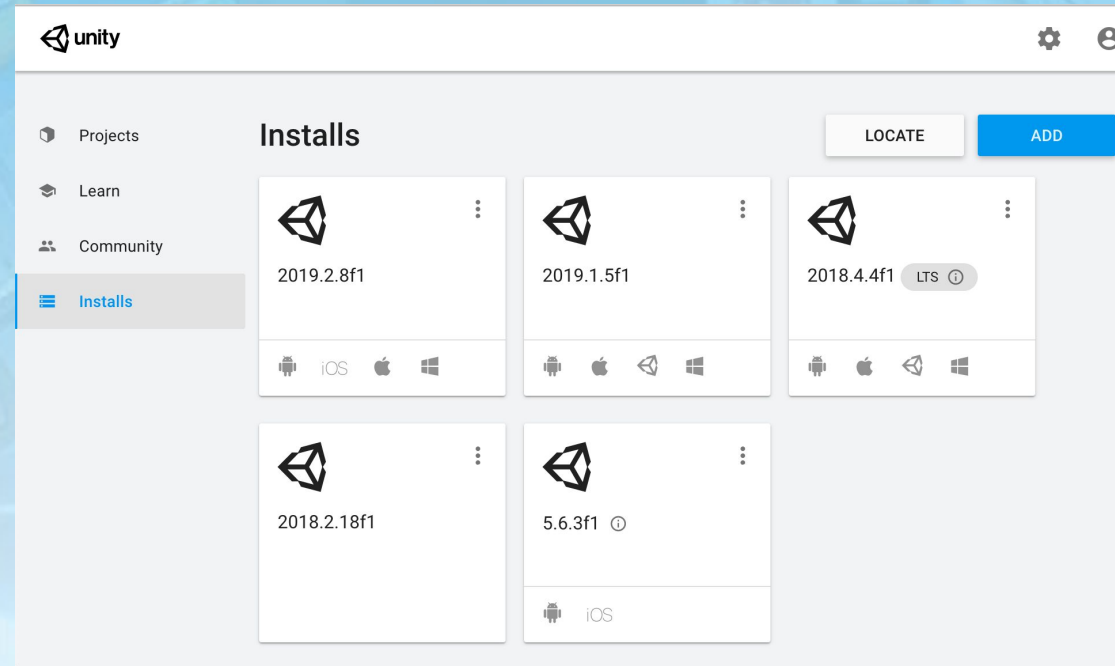 unity
Projects
Learn
Community
Installs
Installs
LOCATE
ADD
2019.2.8f1
2019.1.5f1
2018.4.4f1 LTS
iOS
2018.2.18f1
5.6.3f1
iOS